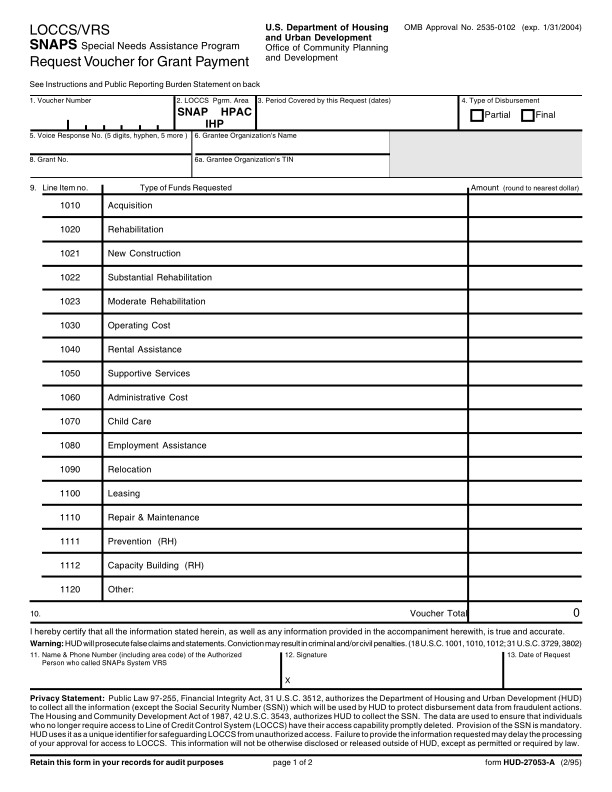 LOCCS/VRS
SNAPS Special Needs Assistance Program
Request Voucher for Grant Payment
U.S. Department of Housing
and Urban Development
Office of Community Planning
and Development
OMB Approval No. 2535-0102 (exp. 1/31/2004)
See Instructions and Public Reporting Burden Statement on back
1. Voucher Number
2. LOCCS Pgrm. Area
SNAP HPAC
IHP
3. Period Covered by this Request (dates)
4. Type of Disbursement
Partial Final
5. Voice Response No. (5 digits, hyphen, 5 more )
6. Grantee Organization's Name
8. Grant No.
6a. Grantee Organization's TIN
9. Line Item no. Type of Funds Requested Amount (round to nearest dollar)
1010 Acquisition
1020 Rehabilitation
1021 New Construction
1022 Substantial Rehabilitation
1023 Moderate Rehabilitation
1030 Operating Cost
1040 Rental Assistance
1050 Supportive Services
1060 Administrative Cost
1070 Child Care
1080 Employment Assistance
1090 Relocation
1100 Leasing
1110 Repair & Maintenance
1111 Prevention (RH)
1112 Capacity Building (RH)
1120 Other:
10. Voucher Total 0
I hereby certify that all the information stated herein, as well as any information provided in the accompaniment herewith, is true and accurate.
Warning: HUD will prosecute false claims and statements. Conviction may result in criminal and/or civil penalties. (18 U.S.C. 1001, 1010, 1012; 31 U.S.C. 3729, 3802)
11. Name & Phone Number (including area code) of the Authorized
Person who called SNAPs System VRS
12. Signature
X
13. Date of Request
Privacy Statement: Public Law 97-255, Financial Integrity Act, 31 U.S.C. 3512, authorizes the Department of Housing and Urban Development (HUD)
to collect all the information (except the Social Security Number (SSN)) which will be used by HUD to protect disbursement data from fraudulent actions.
The Housing and Community Development Act of 1987, 42 U.S.C. 3543, authorizes HUD to collect the SSN. The data are used to ensure that individuals
who no longer require access to Line of Credit Control System (LOCCS) have their access capability promptly deleted. Provision of the SSN is mandatory.
HUD uses it as a unique identifier for safeguarding LOCCS from unauthorized access. Failure to provide the information requested may delay the processing
of your approval for access to LOCCS. This information will not be otherwise disclosed or released outside of HUD, except as permitted or required by law.
Retain this form in your records for audit purposes page 1 of 2 form HUD-27053-A (2/95)